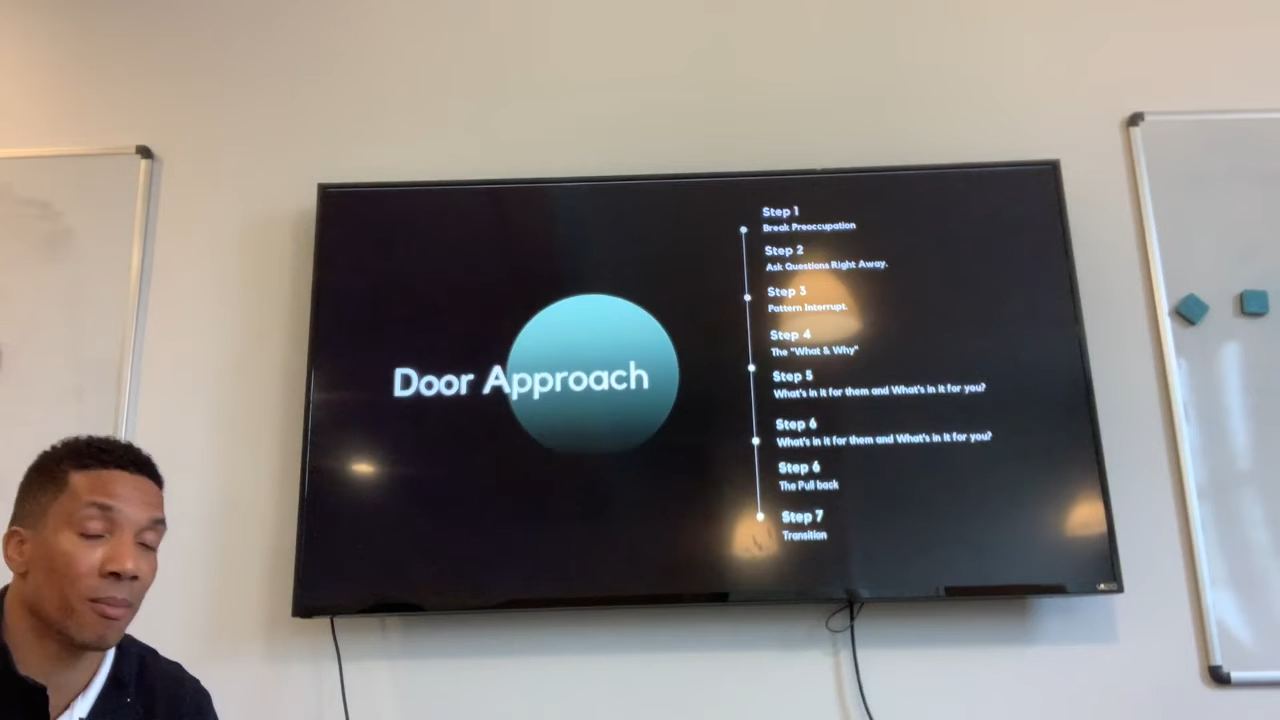 Door Approach
Step 1
Break Preoccupation
Step 2
Ask Questions Right Away.
Step 3
Pattern Interrupt.
Step 4
The "What & Why"
Step 5
What's in it for them and What's in it for you?
Step 6
What's in it for them and What's in it for you?
Step 6
The Pull back
Step 7
Transition
VIZIO